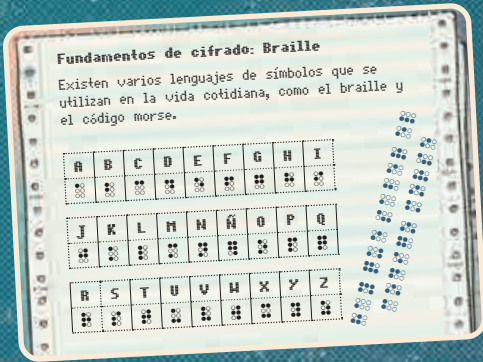 Fundamentos de cifrado: Braille
Existen varios lenguajes de símbolos que se
utilizan en la vida cotidiana, como el braille y
el código morse.
A B C D E F G H I
J K L M N Ñ O P Q
R S T U V W X Y Z